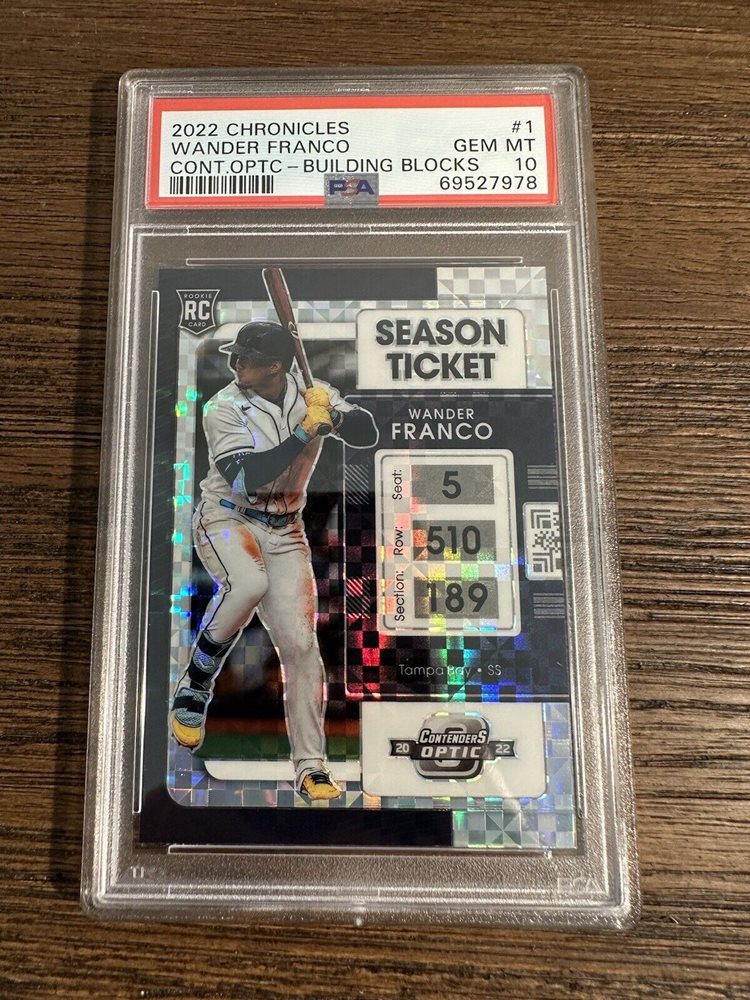 2022 CHRONICLES #1
WANDER FRANCO GEM MT
CONT.OPTC – BUILDING BLOCKS 10
PSA 69527978
ROOKIE
RC
CARD
SEASON
TICKET
WANDER
FRANCO
Seat: 5
Row: 510
Section: 189
Tampa Bay • SS
CONTENDERS
20 OPTIC 22